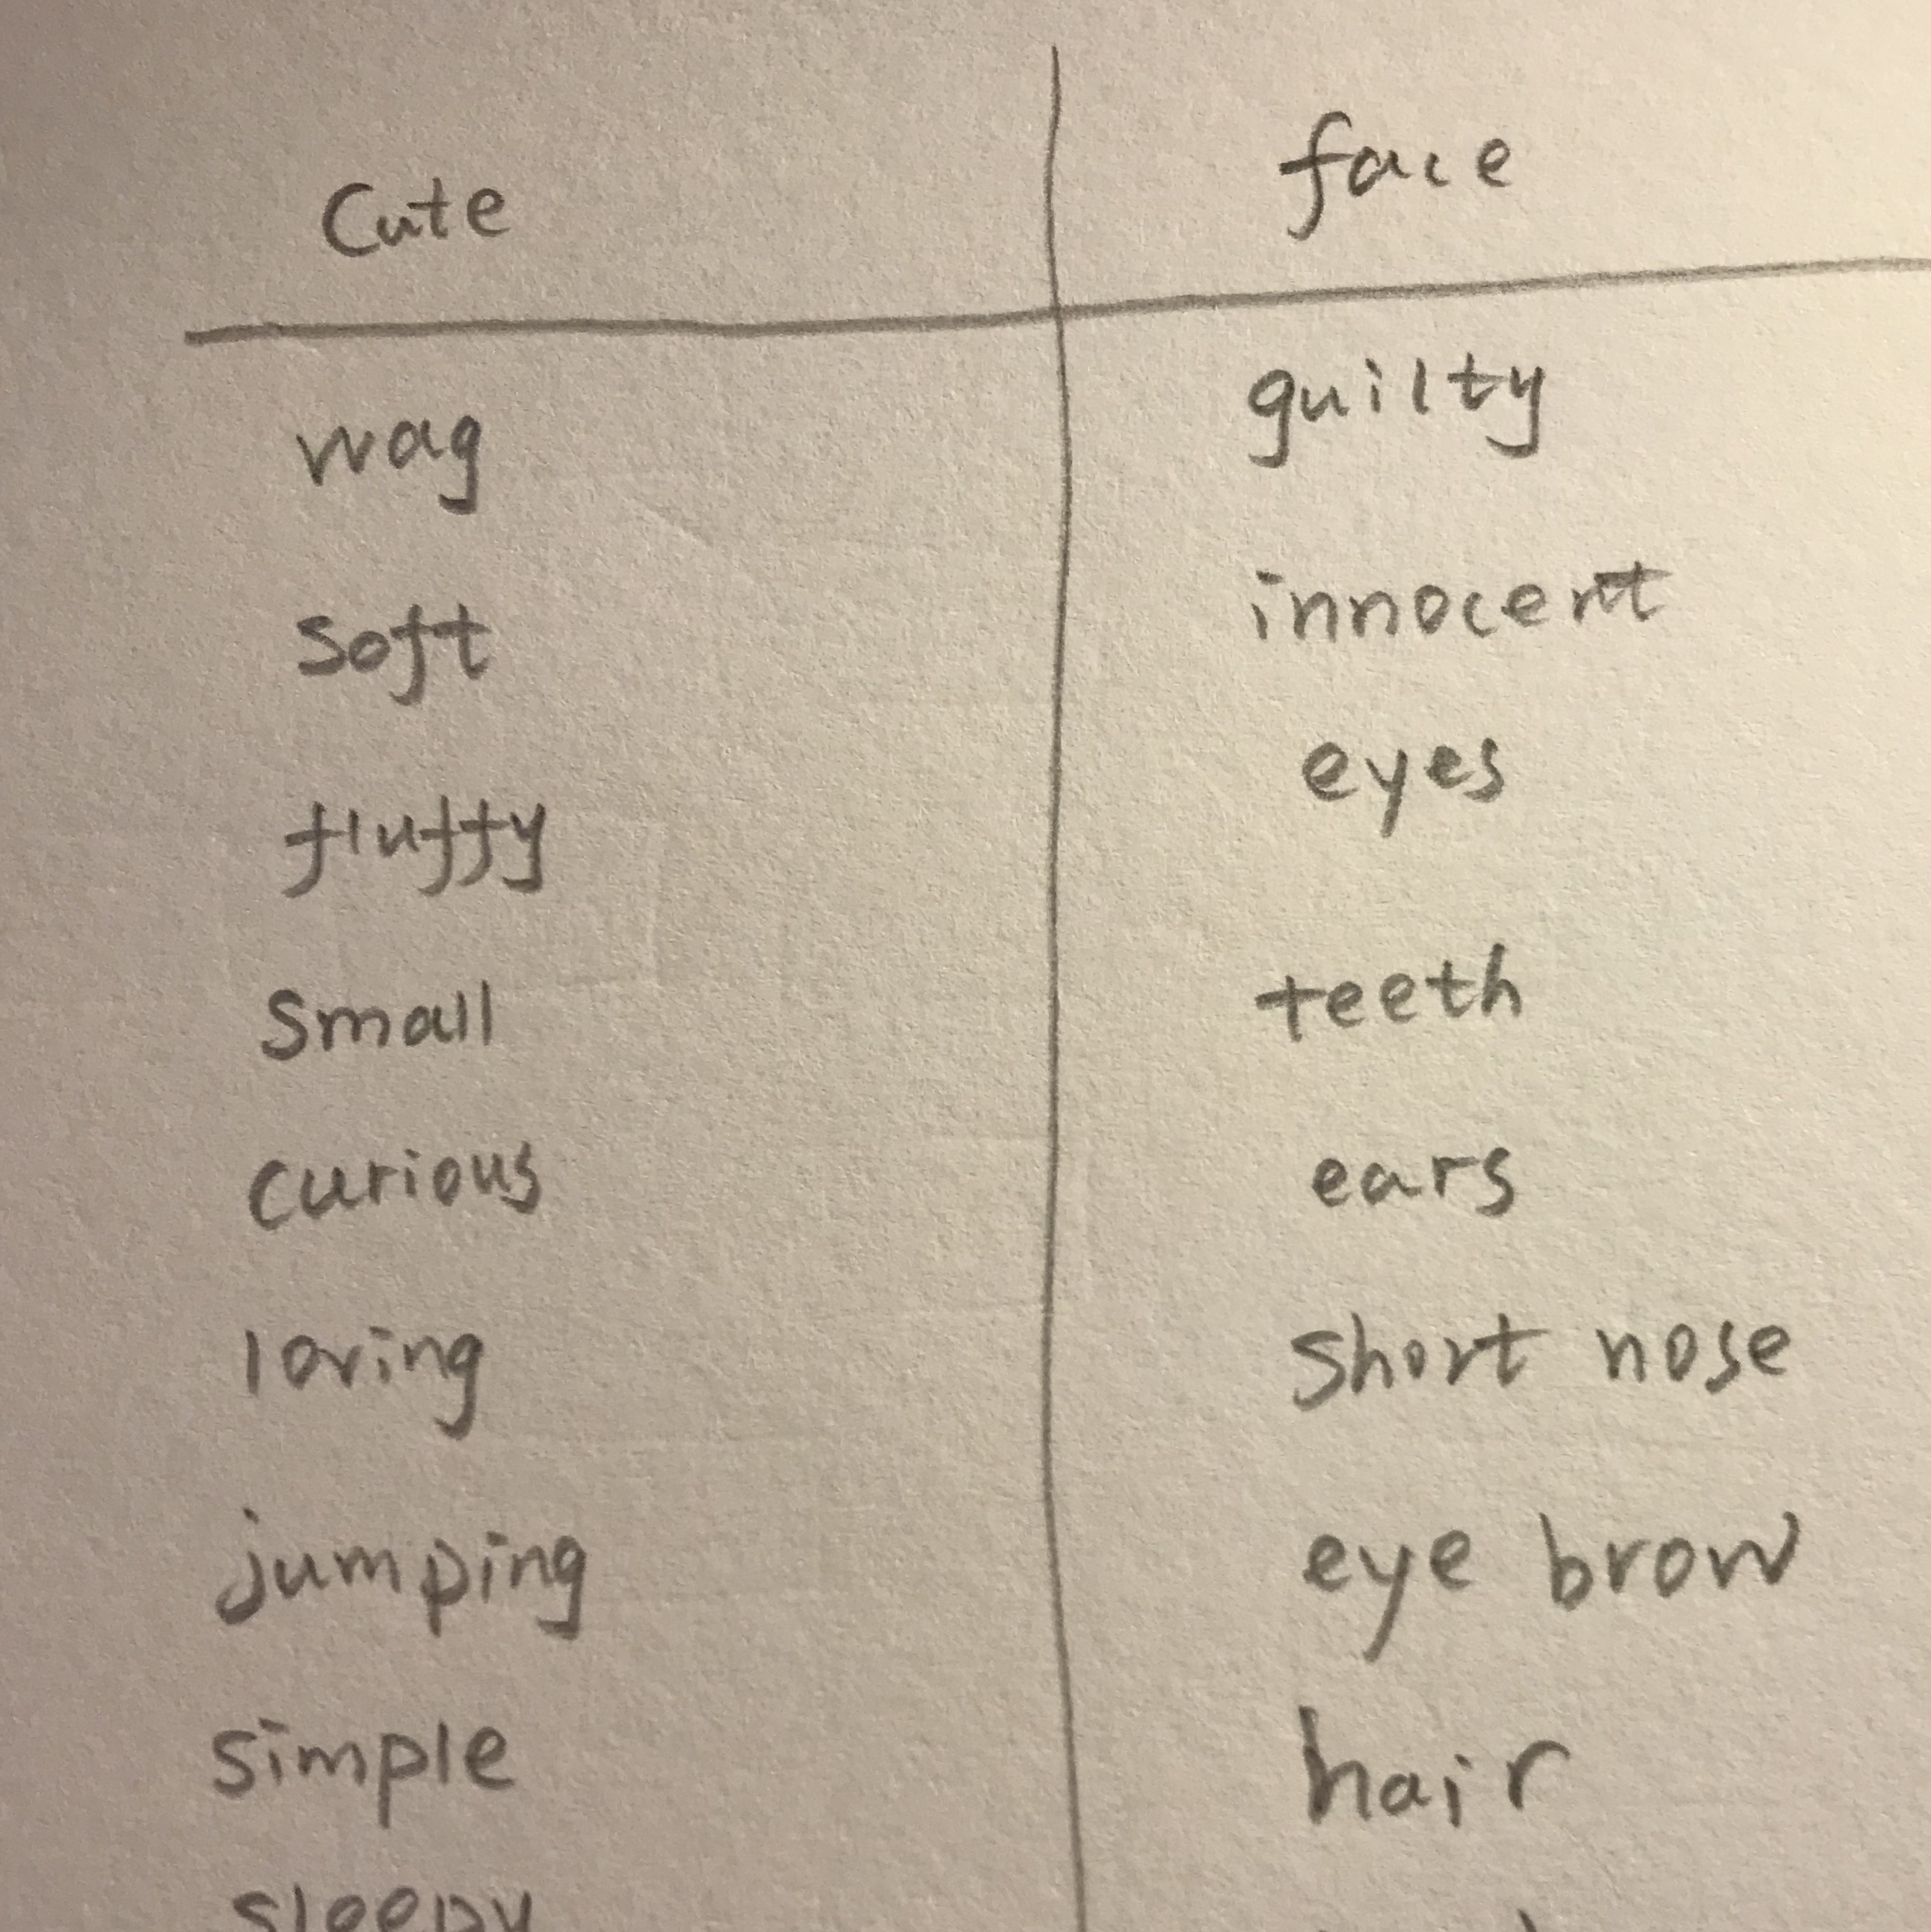 Cute face
wag guilty
soft innocent
fluffy eyes
small teeth
curious ears
loving short nose
jumping eye brow
simple hair
sleepy